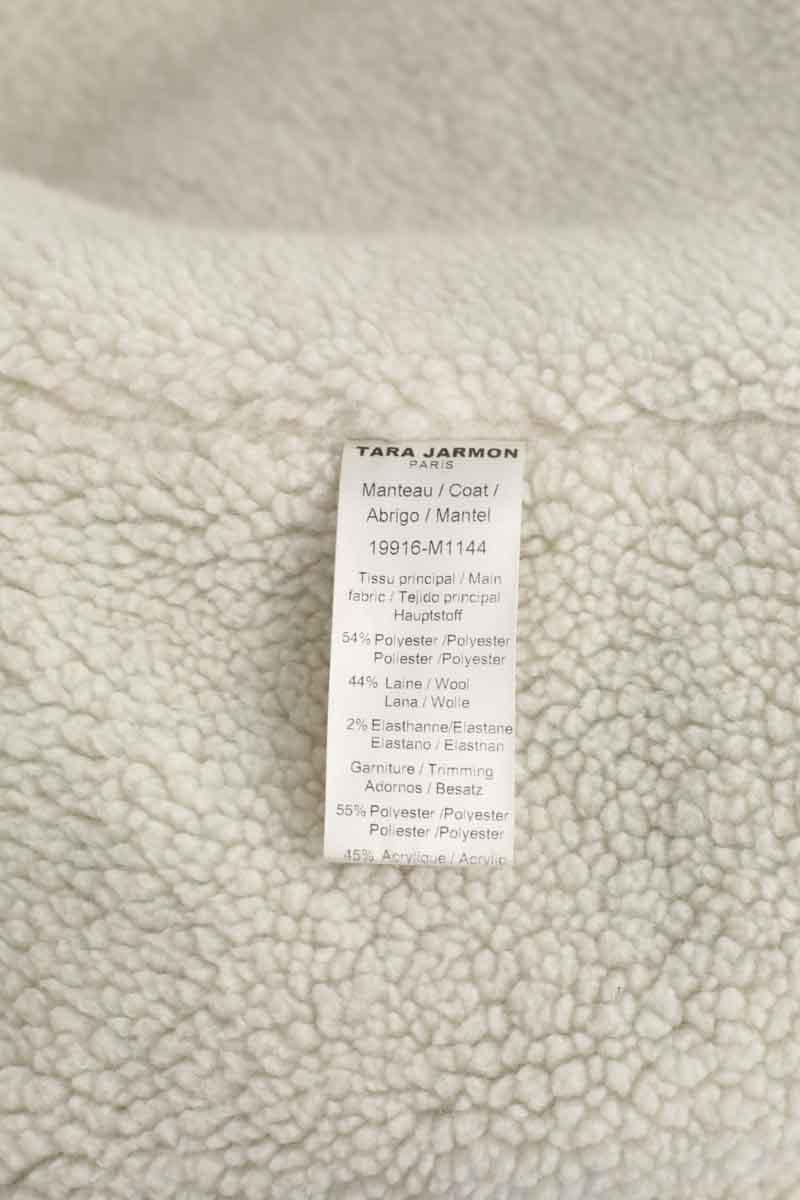 TARA JARMON
PARIS
Manteau / Coat /
Abrigo / Mantel
19916-M1144
Tissu principal / Main
fabric / Tejido principal
Hauptstoff
54% Polyester /Polyester
Poliester /Polyester
44% Laine / Wool
Lana / Wolle
2% Elasthanne/Elastane
Elastano / Elasthan
Garniture / Trimming
Adornos / Besatz
55% Polyester /Polyester
Poliester /Polyester
45% Acrylique / Acrylic